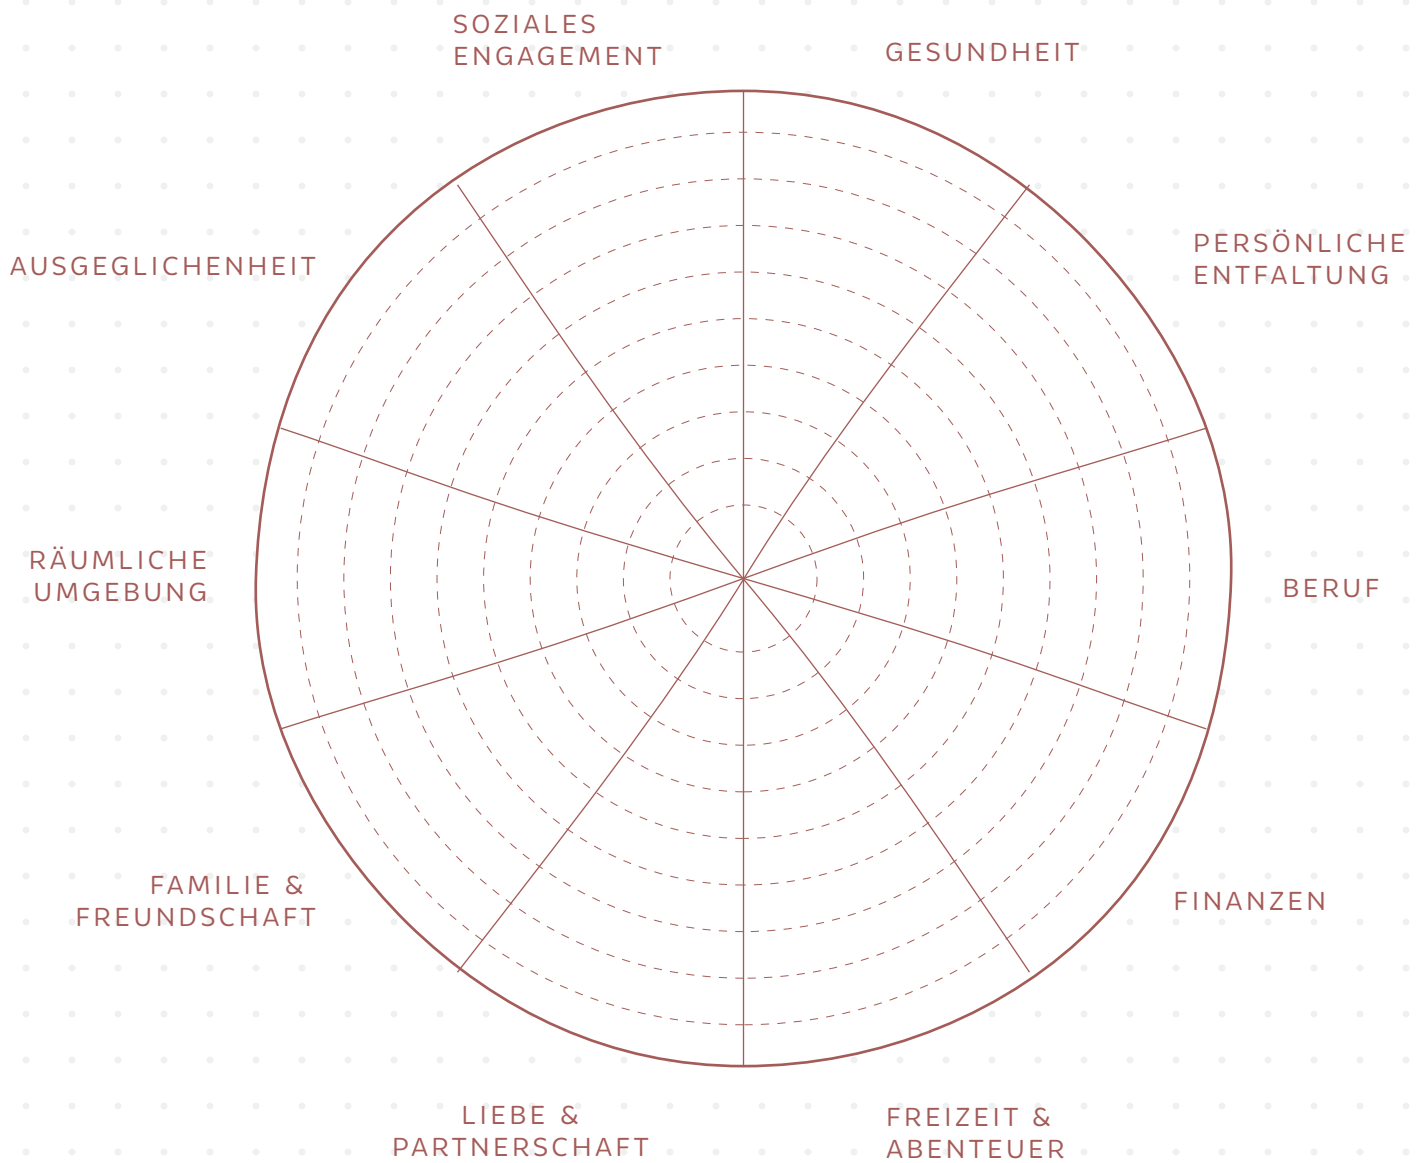 SOZIALES
ENGAGEMENT
GESUNDHEIT
PERSÖNLICHE
ENTFALTUNG
AUSGEGLICHENHEIT
RÄUMLICHE
UMGEBUNG
BERUF
FAMILIE &
FREUNDSCHAFT
FINANZEN
LIEBE &
PARTNERSCHAFT
FREIZEIT &
ABENTEUER